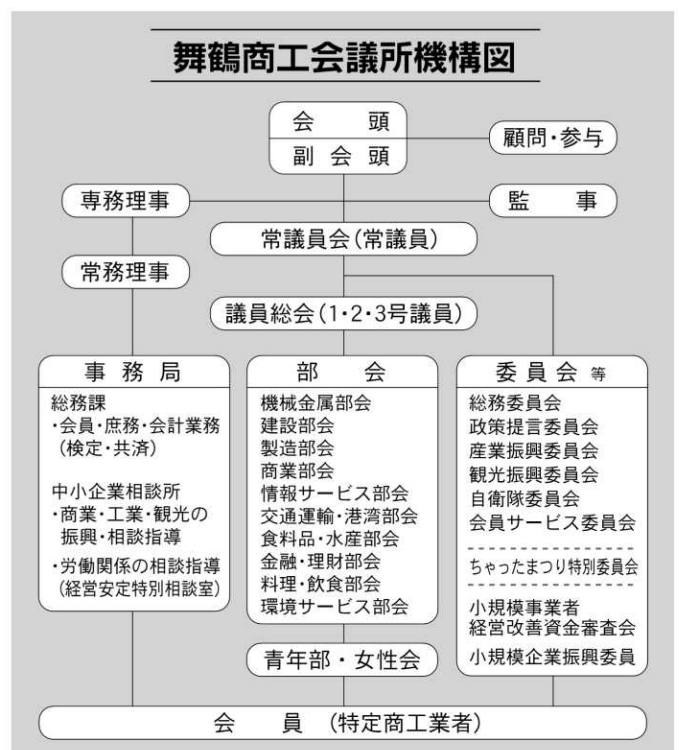 舞鶴商工会議所機構図
会頭
副会頭
顧問・参与
専務理事
監事
常議員会(常議員)
常務理事
議員総会(1・2・3号議員)
事務局
総務課
・会員・庶務・会計業務
(検定・共済)
中小企業相談所
・商業・工業・観光の
振興・相談指導
・労働関係の相談指導
(経営安定特別相談室)
部会
機械金属部会
建設部会
製造部会
商業部会
情報サービス部会
交通運輸・港湾部会
食料品・水産部会
金融・理財部会
料理・飲食部会
環境サービス部会
委員会等
総務委員会
政策提言委員会
産業振興委員会
観光振興委員会
自衛隊委員会
会員サービス委員会
ちゃったまつり特別委員会
小規模事業者
経営改善資金審査会
小規模企業振興委員
青年部・女性会
会員(特定商工業者)